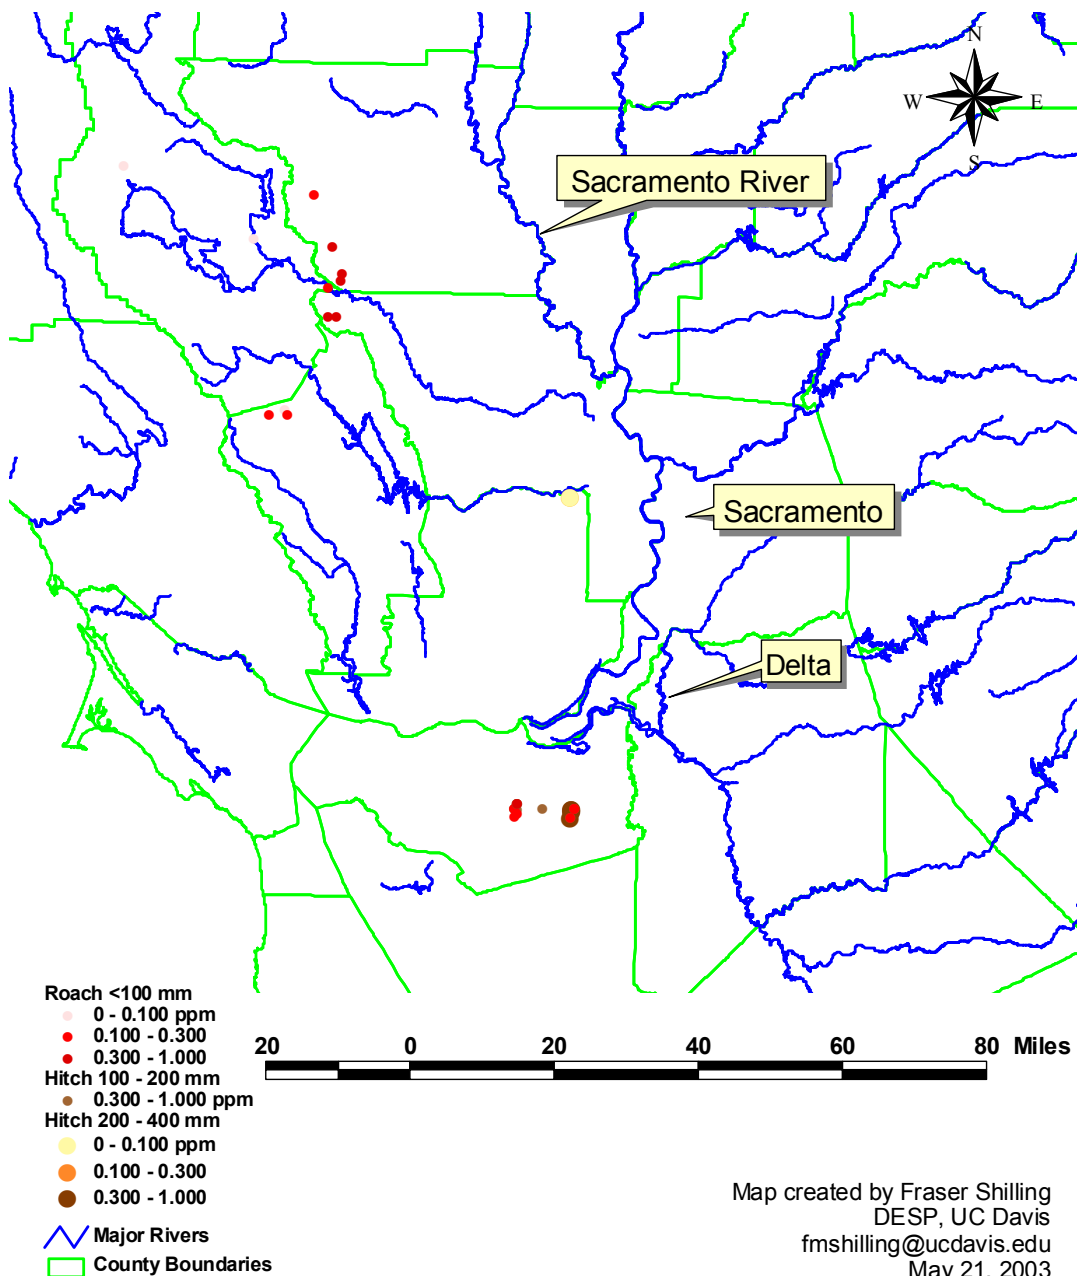 N
W E
S
Sacramento River
Sacramento
Delta
Roach <100 mm
0 - 0.100 ppm
0.100 - 0.300
0.300 - 1.000
Hitch 100 - 200 mm
0.300 - 1.000 ppm
Hitch 200 - 400 mm
0 - 0.100 ppm
0.100 - 0.300
0.300 - 1.000
Major Rivers
County Boundaries
20 0 20 40 60 80 Miles
Map created by Fraser Shilling
DESP, UC Davis
fmshilling@ucdavis.edu
May 21, 2003